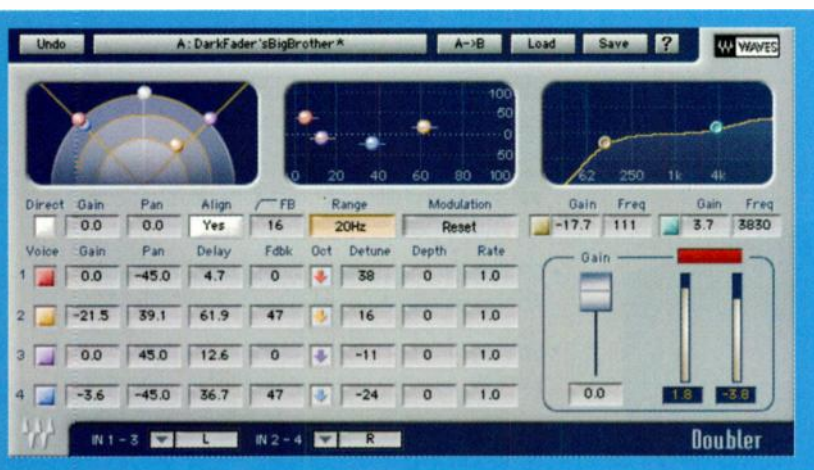 Undo A: DarkFader'sBigBrother* A->B Load Save ? WAVES
100
50
0
50
100
0 20 40 60 80 100
62 250 1k 4k
Direct Gain Pan Align FB Range Modulation Gain Freq Gain Freq
0.0 0.0 Yes 16 20Hz Reset -17.7 111 3.7 3830
Voice Gain Pan Delay Fdbk Oct Detune Depth Rate Gain
1 0.0 -45.0 4.7 0 38 0 1.0
2 -21.5 39.1 61.9 47 16 0 1.0
3 0.0 45.0 12.6 0 -11 0 1.0
4 -3.6 -45.0 36.7 47 -24 0 1.0
0.0 1.8 -3.8
IN 1 - 3 L IN 2 - 4 R Doubler